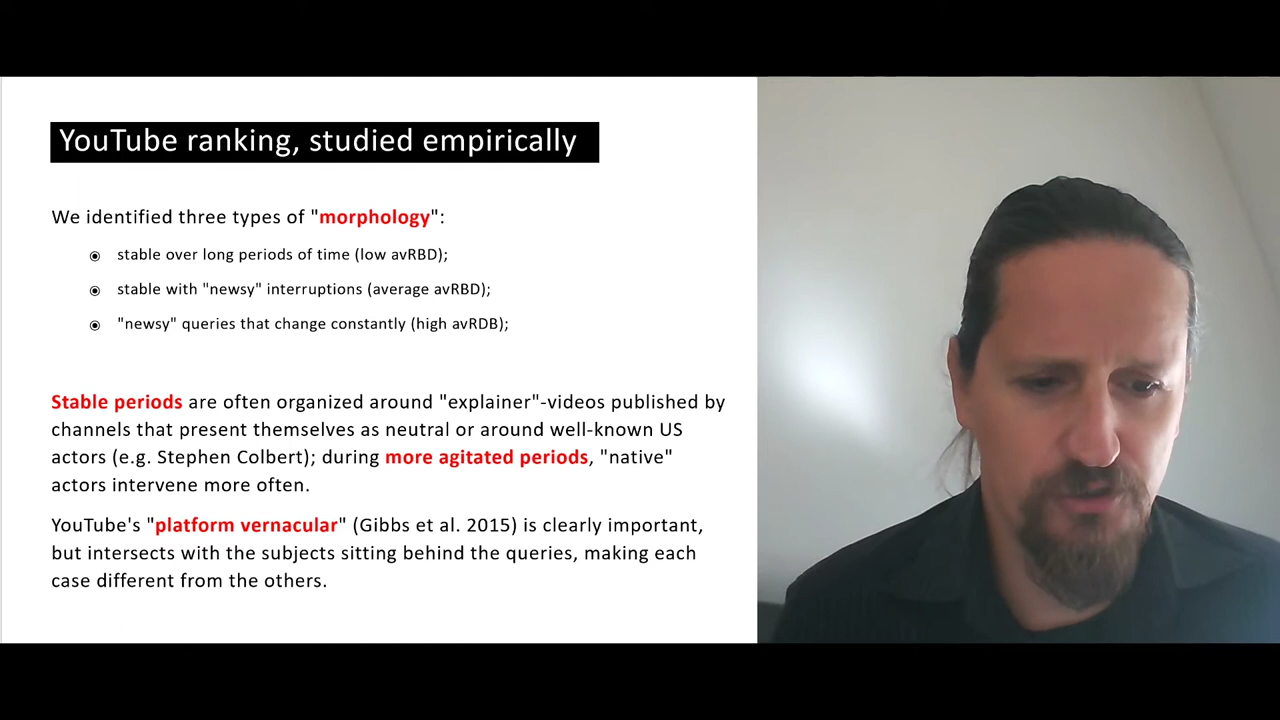 YouTube ranking, studied empirically
We identified three types of "morphology":
stable over long periods of time (low avRBD);
stable with "newsy" interruptions (average avRBD);
"newsy" queries that change constantly (high avRDB);
Stable periods are often organized around "explainer"-videos published by
channels that present themselves as neutral or around well-known US
actors (e.g. Stephen Colbert); during more agitated periods, "native"
actors intervene more often.
YouTube's "platform vernacular" (Gibbs et al. 2015) is clearly important,
but intersects with the subjects sitting behind the queries, making each
case different from the others.